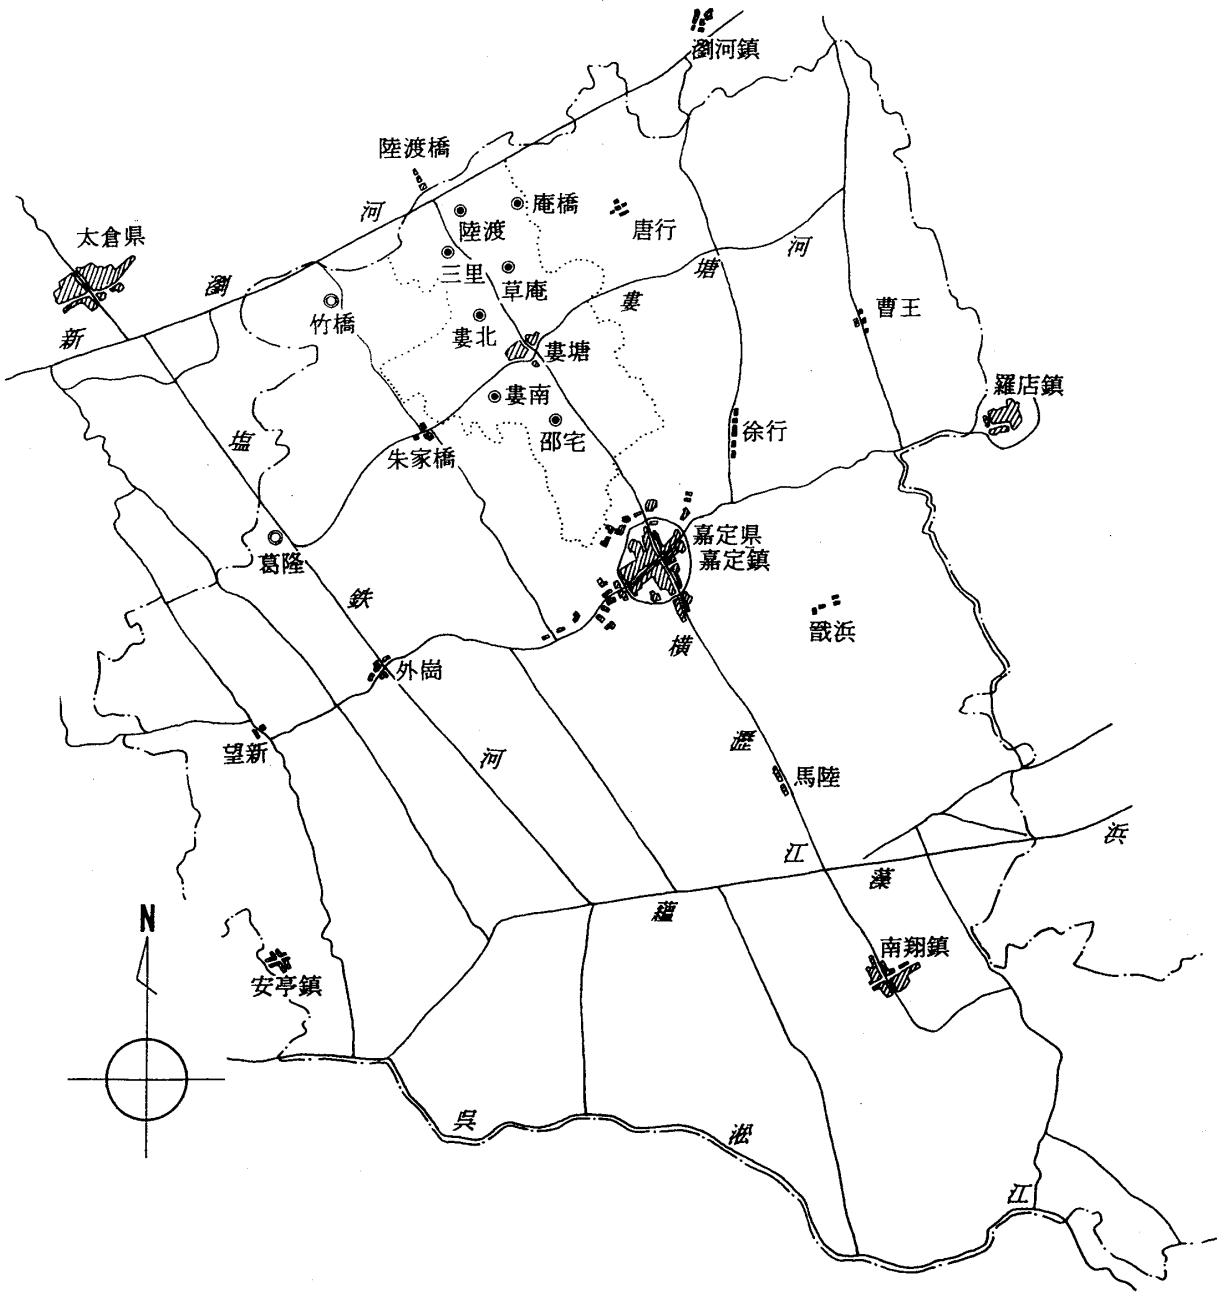 瀏河鎮
陸渡橋
庵橋
河
陸渡
唐行
太倉県
河
三里
塘
草庵
瀏
婁
曹王
竹橋
新
婁北
婁塘
羅店鎮
婁南
徐行
邵宅
塩
朱家橋
嘉定県
嘉定鎮
葛隆
鉄
戩浜
横
外崗
瀝
望新
河
馬陸
江
浜
藻
蘊
N
南翔鎮
安亭鎮
呉
淞
江